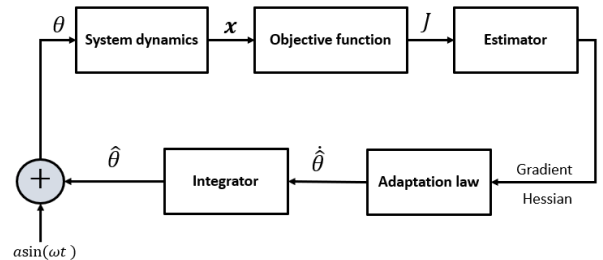 θ
System dynamics
x
Objective function
J
Estimator
θ̂
Integrator
θ̂̇
Adaptation law
Gradient
Hessian
+
asin(ωt)